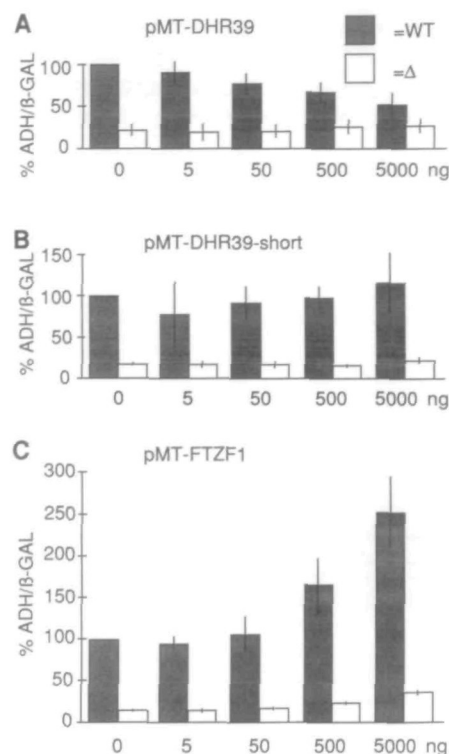 A
pMT-DHR39
=WT
=Δ
% ADH/ß-GAL
100
50
0
0 5 50 500 5000 ng
B
pMT-DHR39-short
% ADH/ß-GAL
150
100
50
0
0 5 50 500 5000 ng
C
pMT-FTZF1
% ADH/ß-GAL
300
250
200
150
100
50
0
0 5 50 500 5000 ng